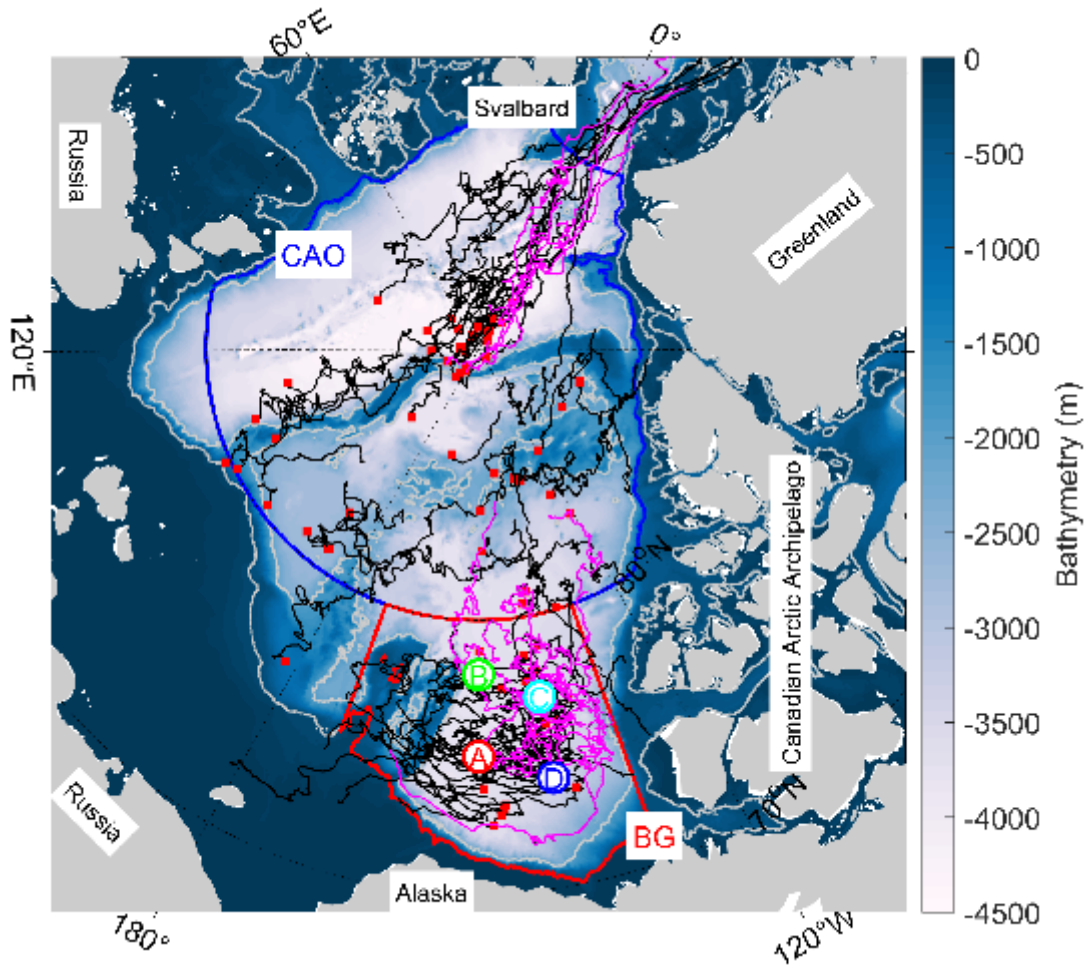 60°E
0°
Svalbard
Russia
Greenland
CAO
120°E
Canadian Arctic Archipelago
80°N
B
C
A
D
70°N
Russia
BG
Alaska
180°
120°W
0
-500
-1000
-1500
-2000
-2500
-3000
-3500
-4000
-4500
Bathymetry (m)